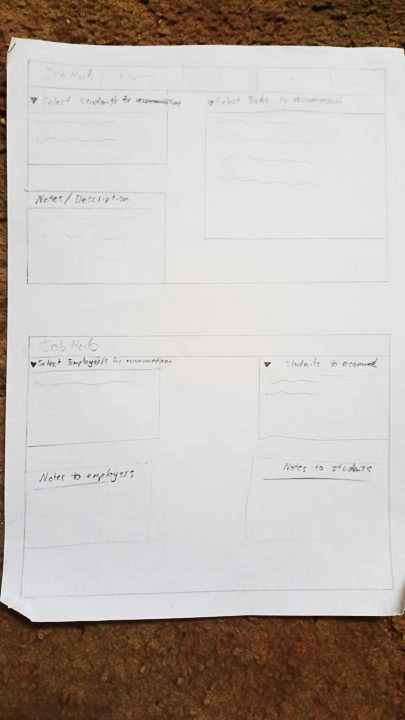 Job Hub
▼ Select students for recommendation
▼ Select Jobs to recommend
Notes/Description
Job Hub
▼ Select Employers for recommendation
▼ Students to recommend
Notes to employers
Notes to students